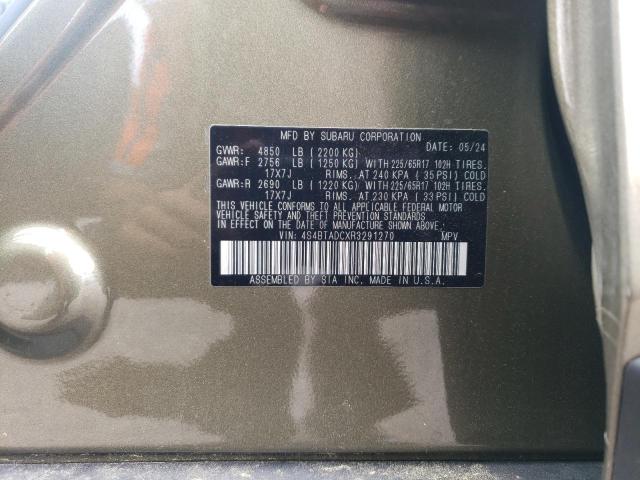 MFD BY SUBARU CORPORATION
GVWR: 4850 LB (2200 KG) DATE: 05/24
GAWR:F 2756 LB (1250 KG) WITH 225/65R17 102H TIRES.
17X7J RIMS. AT 240 KPA (35 PSI) COLD
GAWR:R 2690 LB (1220 KG) WITH 225/65R17 102H TIRES.
17X7J RIMS. AT 230 KPA (33 PSI) COLD
THIS VEHICLE CONFORMS TO ALL APPLICABLE FEDERAL MOTOR
VEHICLE SAFETY AND THEFT PREVENTION STANDARDS
IN EFFECT ON THE DATE OF MANUFACTURE SHOWN ABOVE.
VIN: 4S4BTADCXR3291270 MPV
ASSEMBLED BY SIA INC. MADE IN U.S.A.